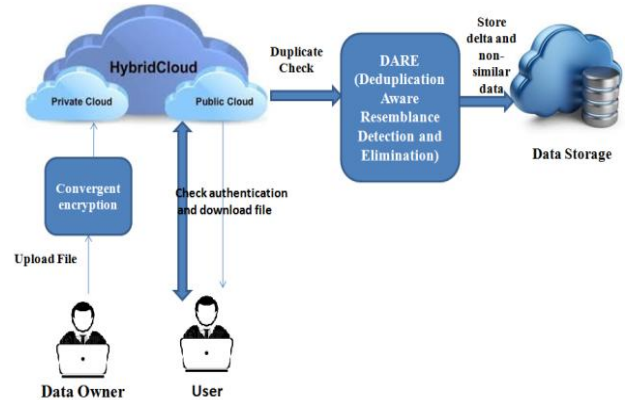 HybridCloud
Private Cloud
Public Cloud
Duplicate
Check
DARE
(Deduplication
Aware
Resemblance
Detection and
Elimination)
Store
delta and
non-
similar
data
Data Storage
Convergent
encryption
Check authentication
and download file
Upload File
Data Owner
User